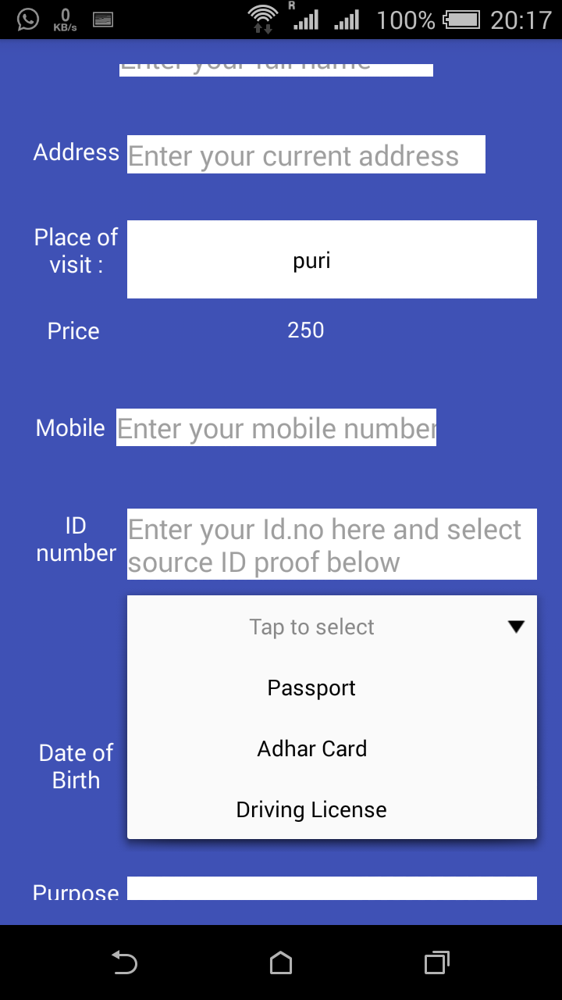 0
KB/s
R
100%
20:17
Enter your full name
Address
Enter your current address
Place of
visit :
puri
Price
250
Mobile
Enter your mobile number
ID
number
Enter your Id.no here and select
source ID proof below
Tap to select
Passport
Adhar Card
Driving License
Date of
Birth
Purpose